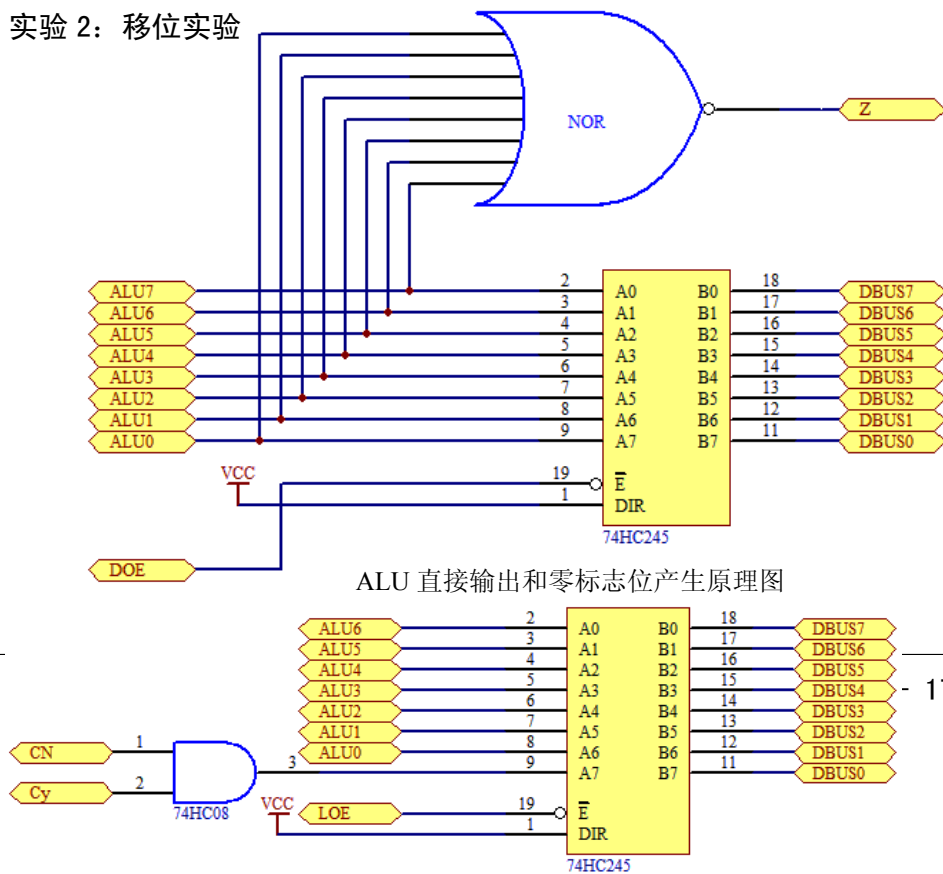 实验 2：移位实验
NOR
Z
ALU7 2 A0 B0 18 DBUS7
ALU6 3 A1 B1 17 DBUS6
ALU5 4 A2 B2 16 DBUS5
ALU4 5 A3 B3 15 DBUS4
ALU3 6 A4 B4 14 DBUS3
ALU2 7 A5 B5 13 DBUS2
ALU1 8 A6 B6 12 DBUS1
ALU0 9 A7 B7 11 DBUS0
VCC 19 E
1 DIR
74HC245
DOE
ALU 直接输出和零标志位产生原理图
ALU6 2 A0 B0 18 DBUS7
ALU5 3 A1 B1 17 DBUS6
ALU4 4 A2 B2 16 DBUS5
ALU3 5 A3 B3 15 DBUS4
- 17
ALU2 6 A4 B4 14 DBUS3
ALU1 7 A5 B5 13 DBUS2
CN 1 ALU0 8 A6 B6 12 DBUS1
3 9 A7 B7 11 DBUS0
Cy 2
74HC08
VCC LOE 19 E
1 DIR
74HC245